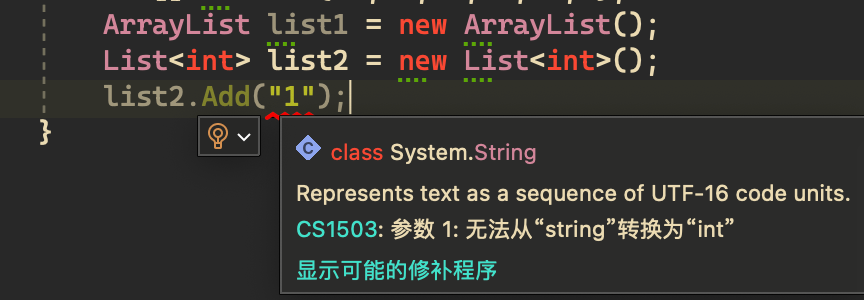 ArrayList list1 = new ArrayList();
List<int> list2 = new List<int>();
list2.Add("1");
}
class System.String
Represents text as a sequence of UTF-16 code units.
CS1503: 参数 1: 无法从“string”转换为“int”
显示可能的修补程序